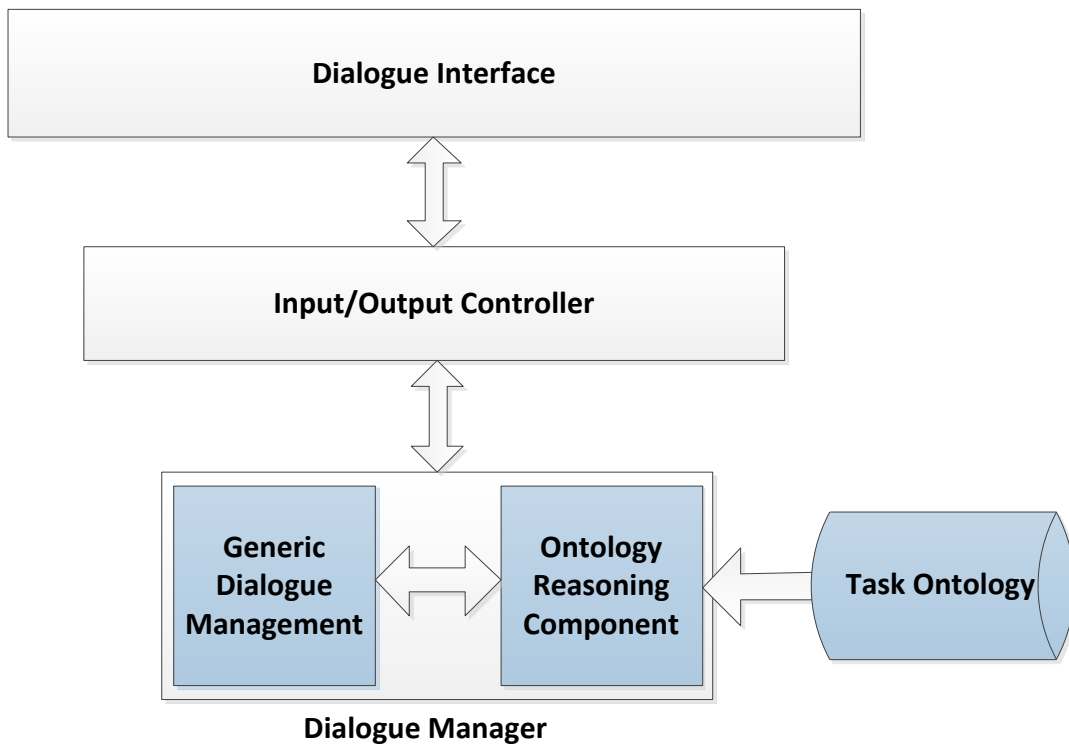 Dialogue Interface
Input/Output Controller
Generic
Dialogue
Management
Ontology
Reasoning
Component
Task Ontology
Dialogue Manager